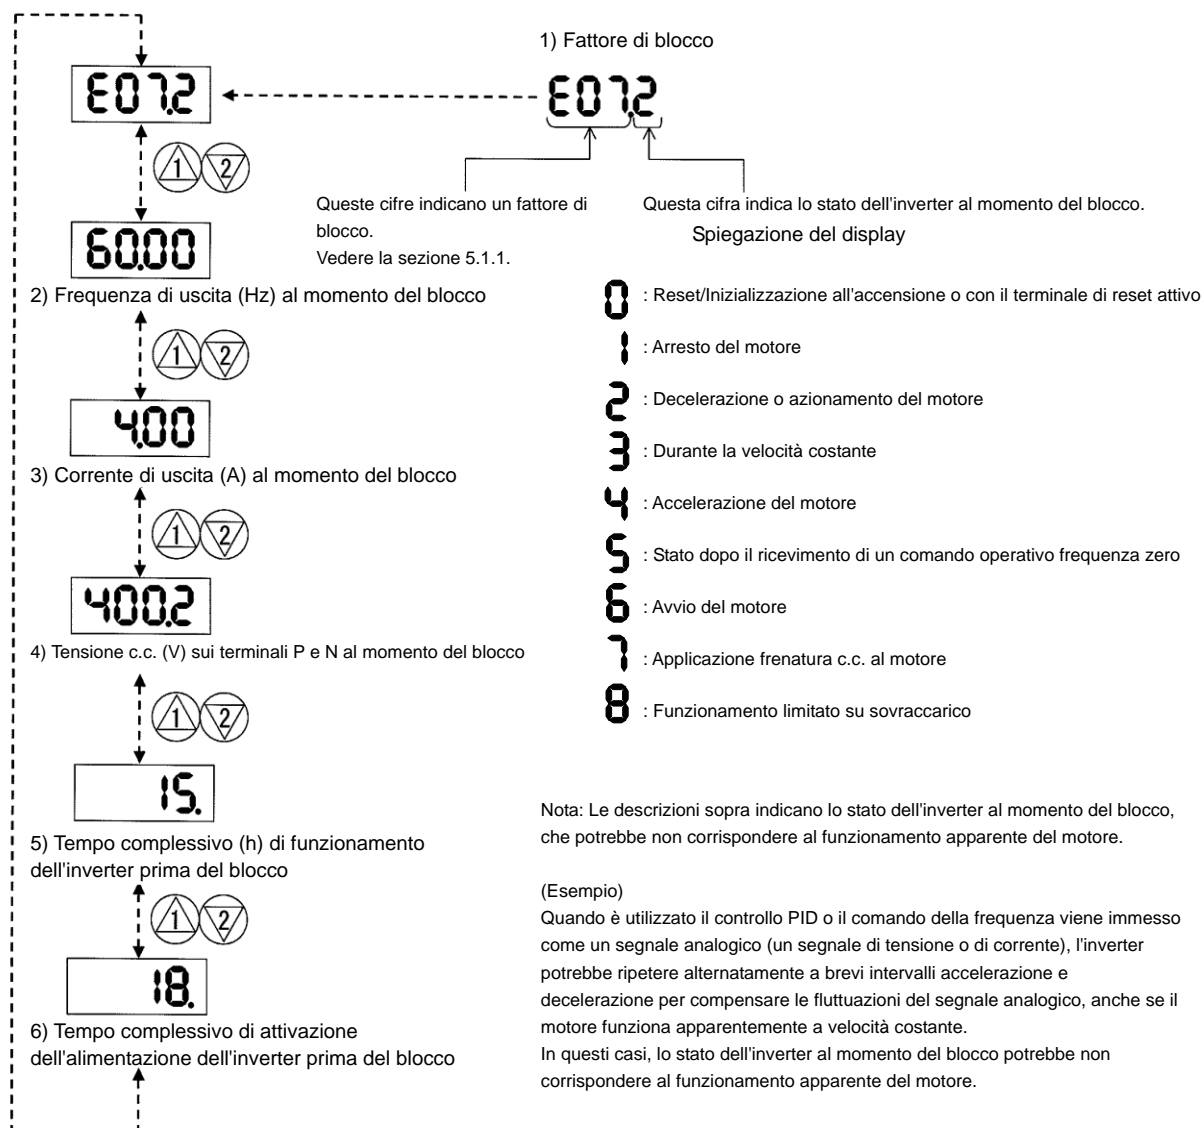 1) Fattore di blocco
E07.2
E07.2
1 2
Queste cifre indicano un fattore di
blocco.
Vedere la sezione 5.1.1.
Questa cifra indica lo stato dell'inverter al momento del blocco.
Spiegazione del display
60.00
2) Frequenza di uscita (Hz) al momento del blocco
1 2
4.00
3) Corrente di uscita (A) al momento del blocco
1 2
400.2
4) Tensione c.c. (V) sui terminali P e N al momento del blocco
1 2
15.
5) Tempo complessivo (h) di funzionamento
dell'inverter prima del blocco
1 2
18.
6) Tempo complessivo di attivazione
dell'alimentazione dell'inverter prima del blocco
0 : Reset/Inizializzazione all'accensione o con il terminale di reset attivo
1 : Arresto del motore
2 : Decelerazione o azionamento del motore
3 : Durante la velocità costante
4 : Accelerazione del motore
5 : Stato dopo il ricevimento di un comando operativo frequenza zero
6 : Avvio del motore
7 : Applicazione frenatura c.c. al motore
8 : Funzionamento limitato su sovraccarico
Nota: Le descrizioni sopra indicano lo stato dell'inverter al momento del blocco,
che potrebbe non corrispondere al funzionamento apparente del motore.
(Esempio)
Quando è utilizzato il controllo PID o il comando della frequenza viene immesso
come un segnale analogico (un segnale di tensione o di corrente), l'inverter
potrebbe ripetere alternatamente a brevi intervalli accelerazione e
decelerazione per compensare le fluttuazioni del segnale analogico, anche se il
motore funziona apparentemente a velocità costante.
In questi casi, lo stato dell'inverter al momento del blocco potrebbe non
corrispondere al funzionamento apparente del motore.